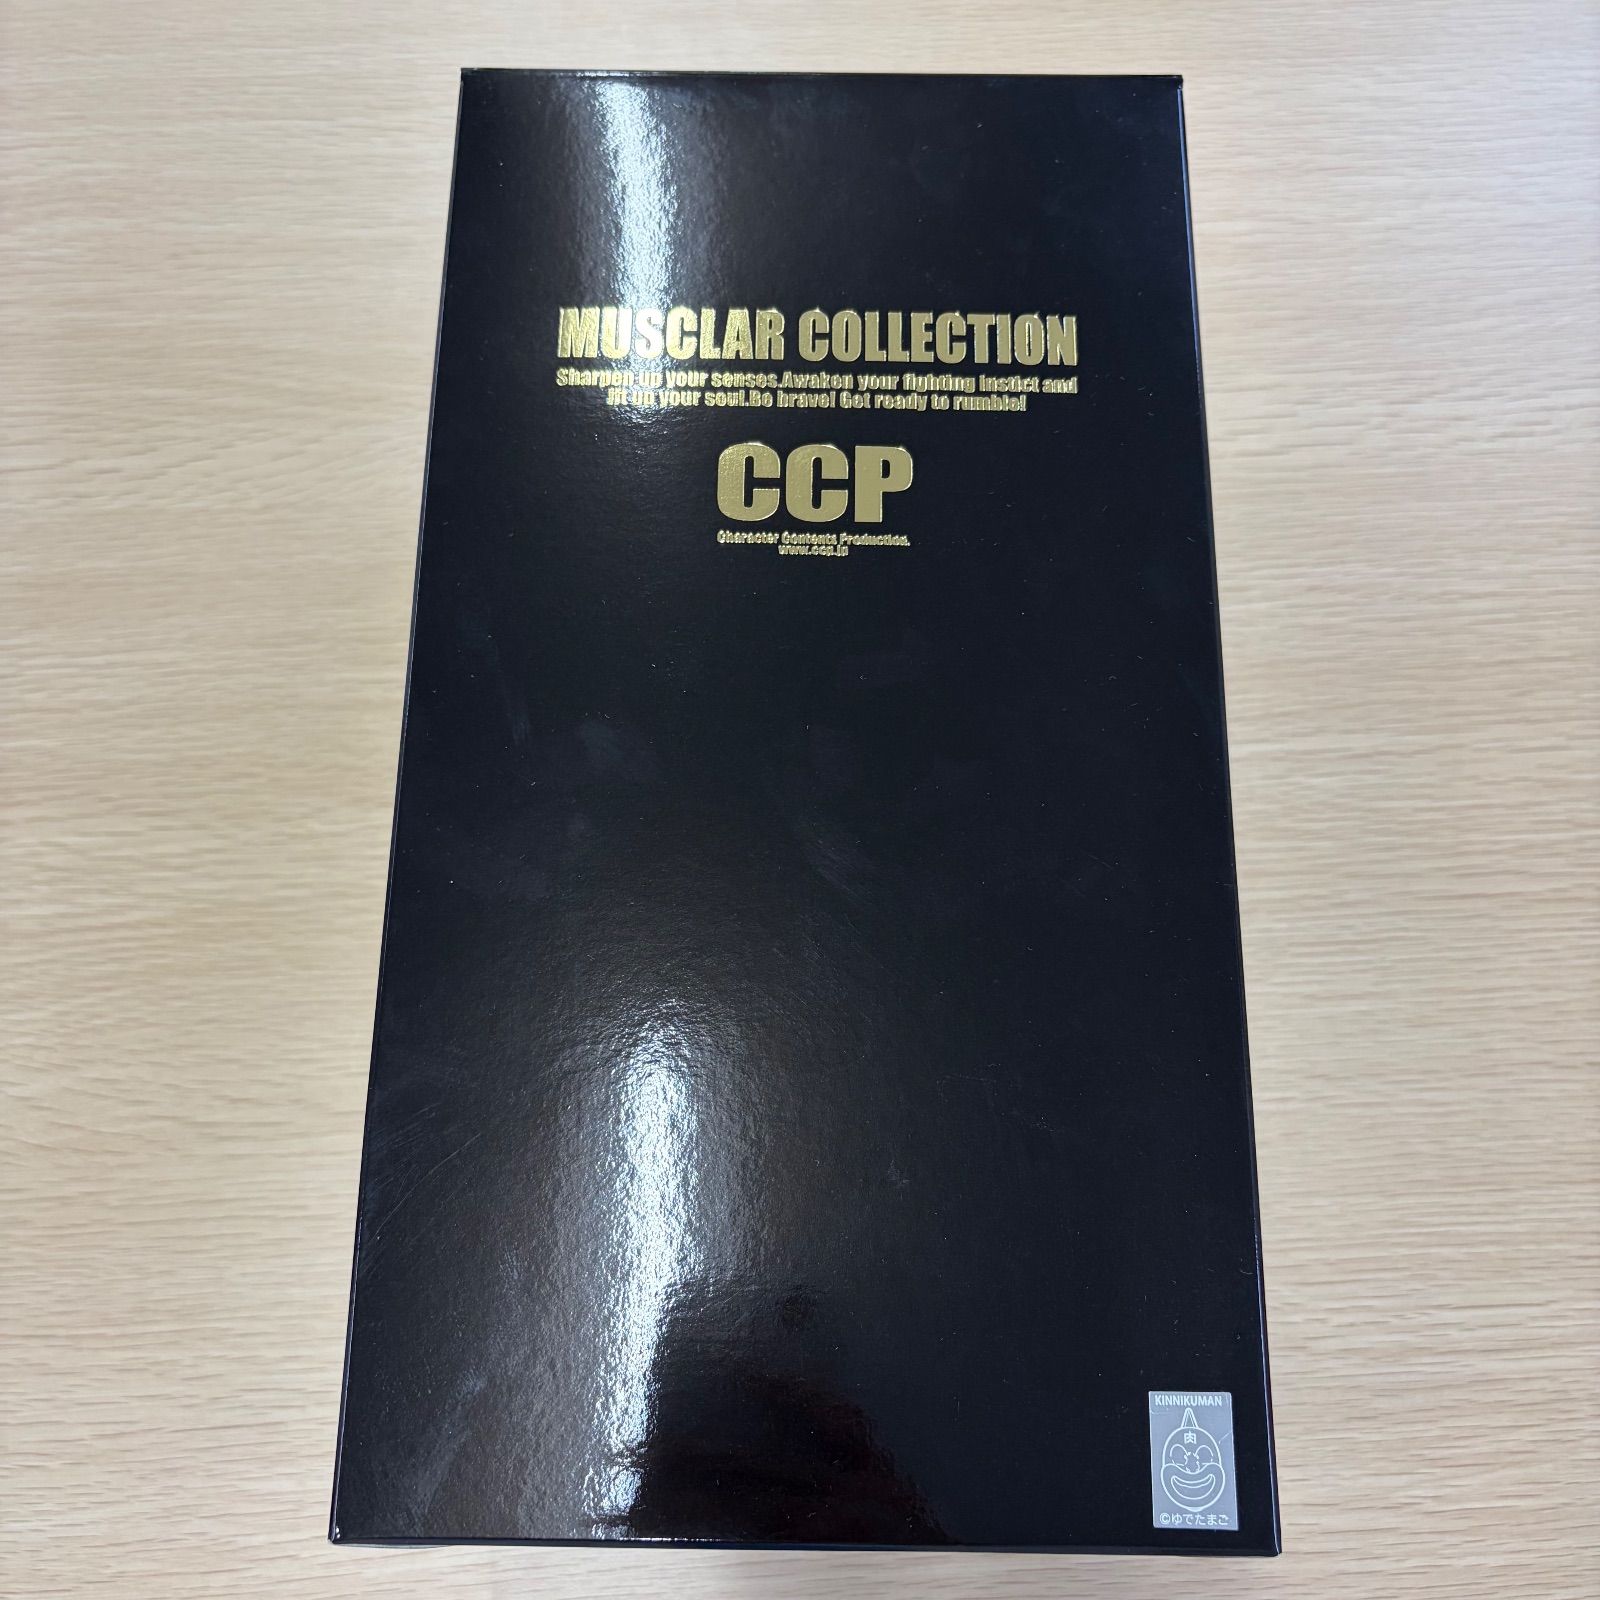 MUSCLAR COLLECTION
Sharpen up your senses.Awaken your fighting instict and
lit up your soul.Be brave! Get ready to rumble!
CCP
Character Contents Production.
www.ccp.jp
KINNIKUMAN
肉
©ゆでたまご